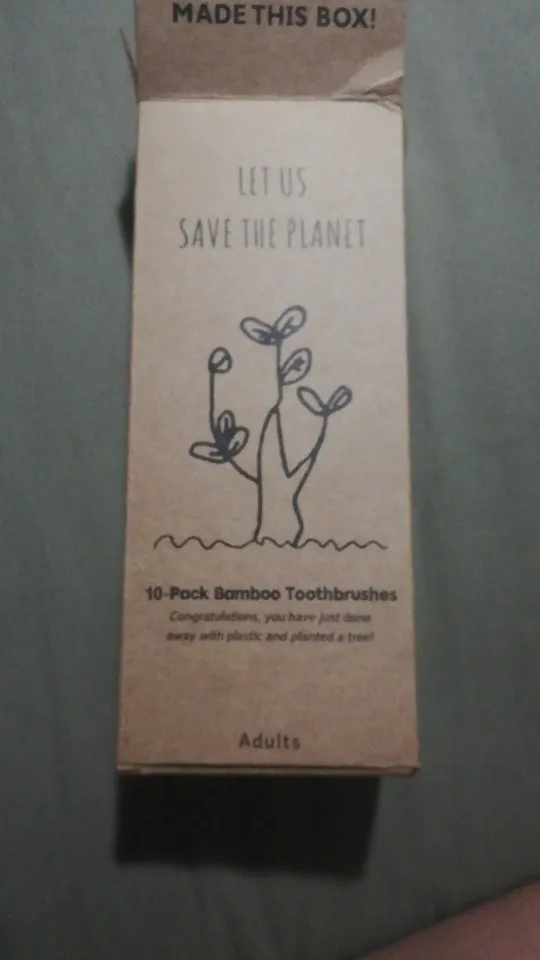 MADE THIS BOX!
LET US
SAVE THE PLANET
10-Pack Bamboo Toothbrushes
Congratulations, you have just done
away with plastic and planted a tree!
Adults